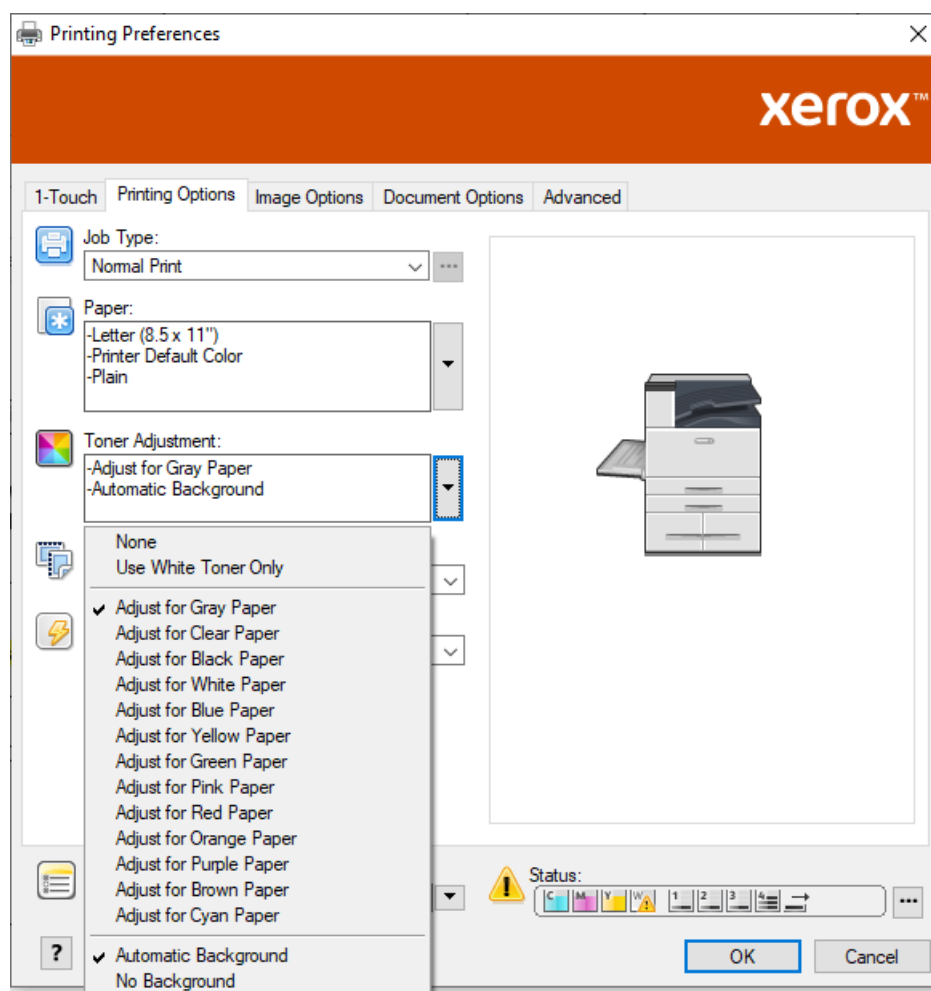 Printing Preferences
xerox™
1-Touch Printing Options Image Options Document Options Advanced
Job Type:
Normal Print
Paper:
-Letter (8.5 x 11")
-Printer Default Color
-Plain
Toner Adjustment:
-Adjust for Gray Paper
-Automatic Background
None
Use White Toner Only
Adjust for Gray Paper
Adjust for Clear Paper
Adjust for Black Paper
Adjust for White Paper
Adjust for Blue Paper
Adjust for Yellow Paper
Adjust for Green Paper
Adjust for Pink Paper
Adjust for Red Paper
Adjust for Orange Paper
Adjust for Purple Paper
Adjust for Brown Paper
Adjust for Cyan Paper
Automatic Background
No Background
Status:
C M Y W 1 2 3 4
? OK Cancel